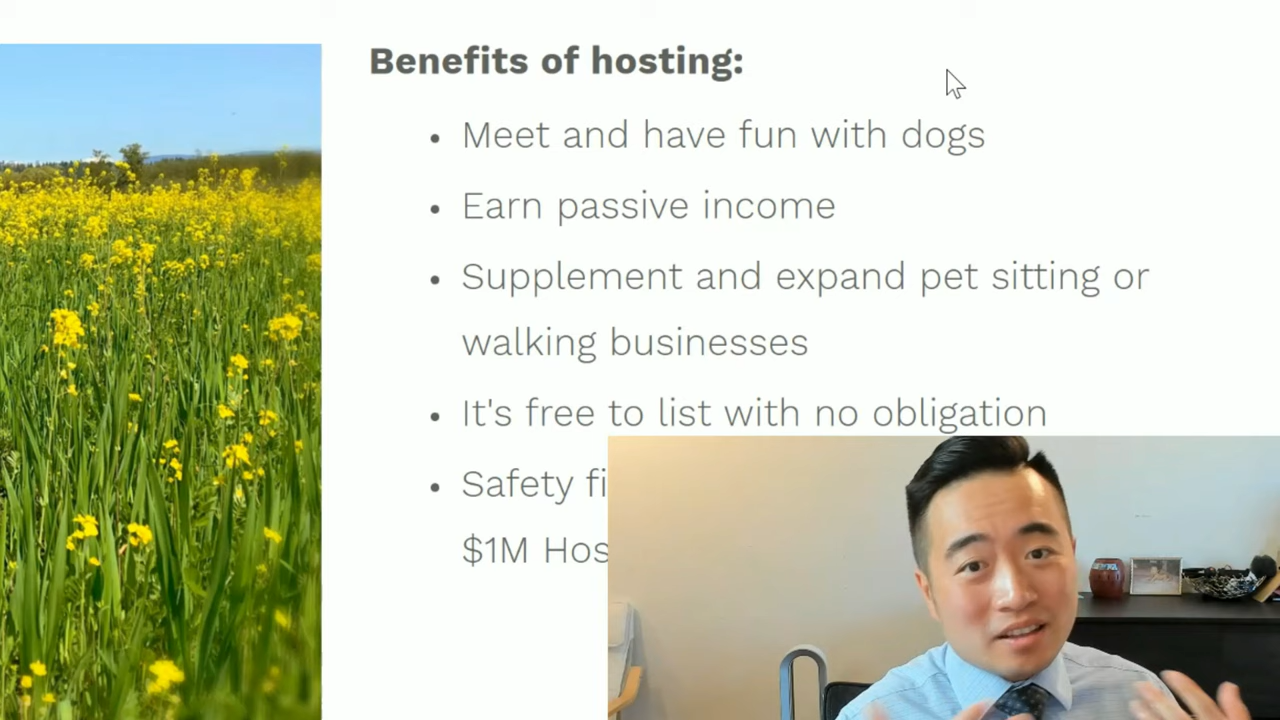 Benefits of hosting:
Meet and have fun with dogs
Earn passive income
Supplement and expand pet sitting or
walking businesses
It's free to list with no obligation
Safety
$1M